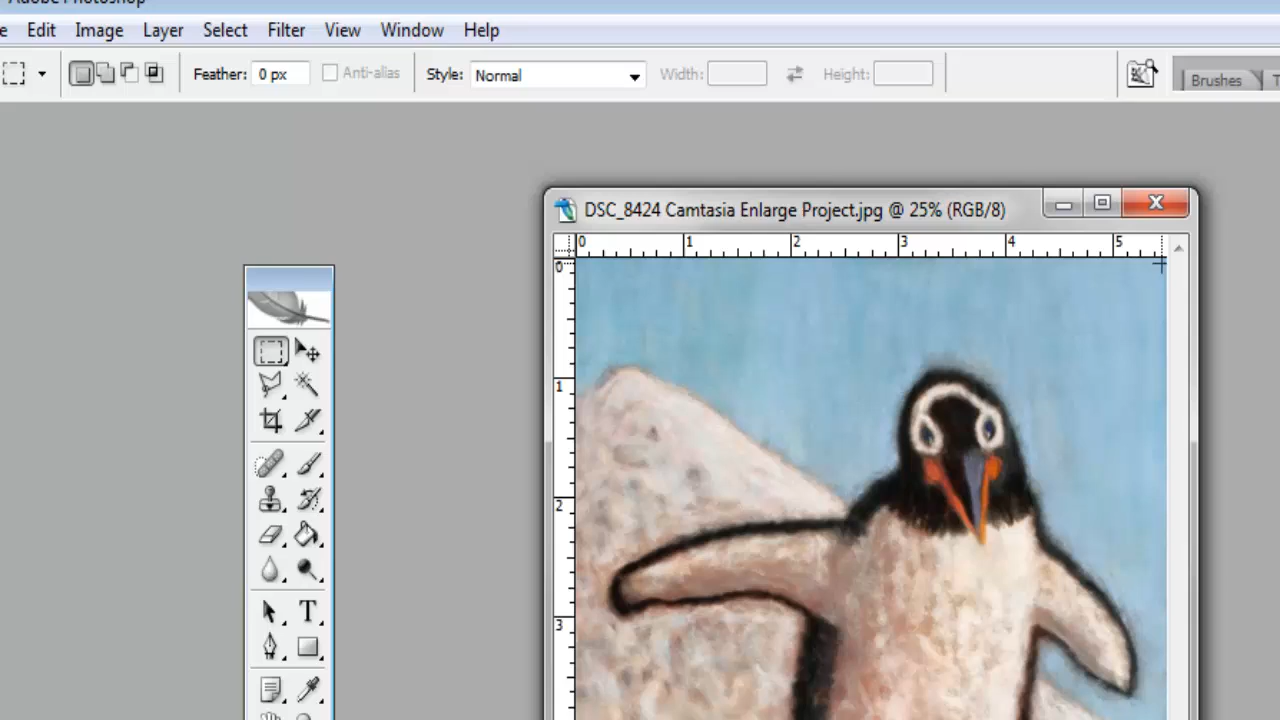 Adobe Photoshop
e Edit Image Layer Select Filter View Window Help
Feather: 0 px Anti-alias Style: Normal Width: Height: Brushes T
DSC_8424 Camtasia Enlarge Project.jpg @ 25% (RGB/8)
0 1 2 3 4 5
0
1
2
3
T